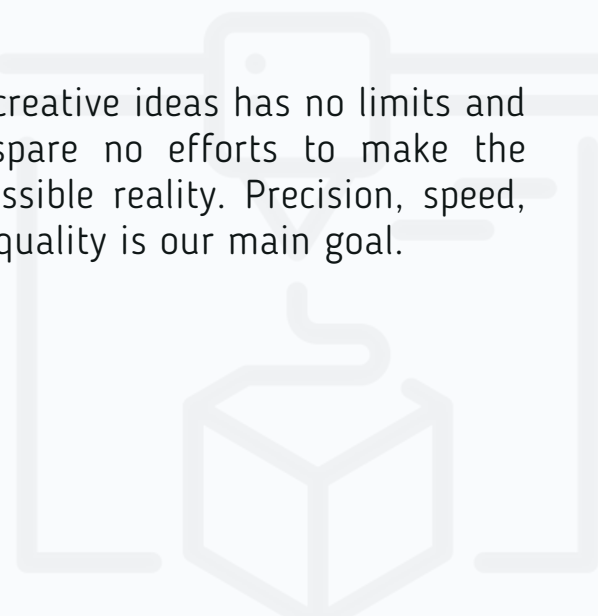 creative ideas has no limits and
spare no efforts to make the
ssible reality. Precision, speed,
quality is our main goal.